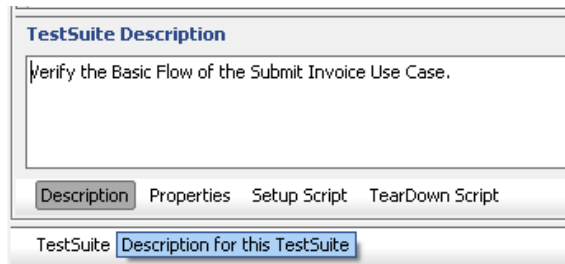 TestSuite Description
Verify the Basic Flow of the Submit Invoice Use Case.
Description Properties Setup Script TearDown Script
TestSuite Description for this TestSuite